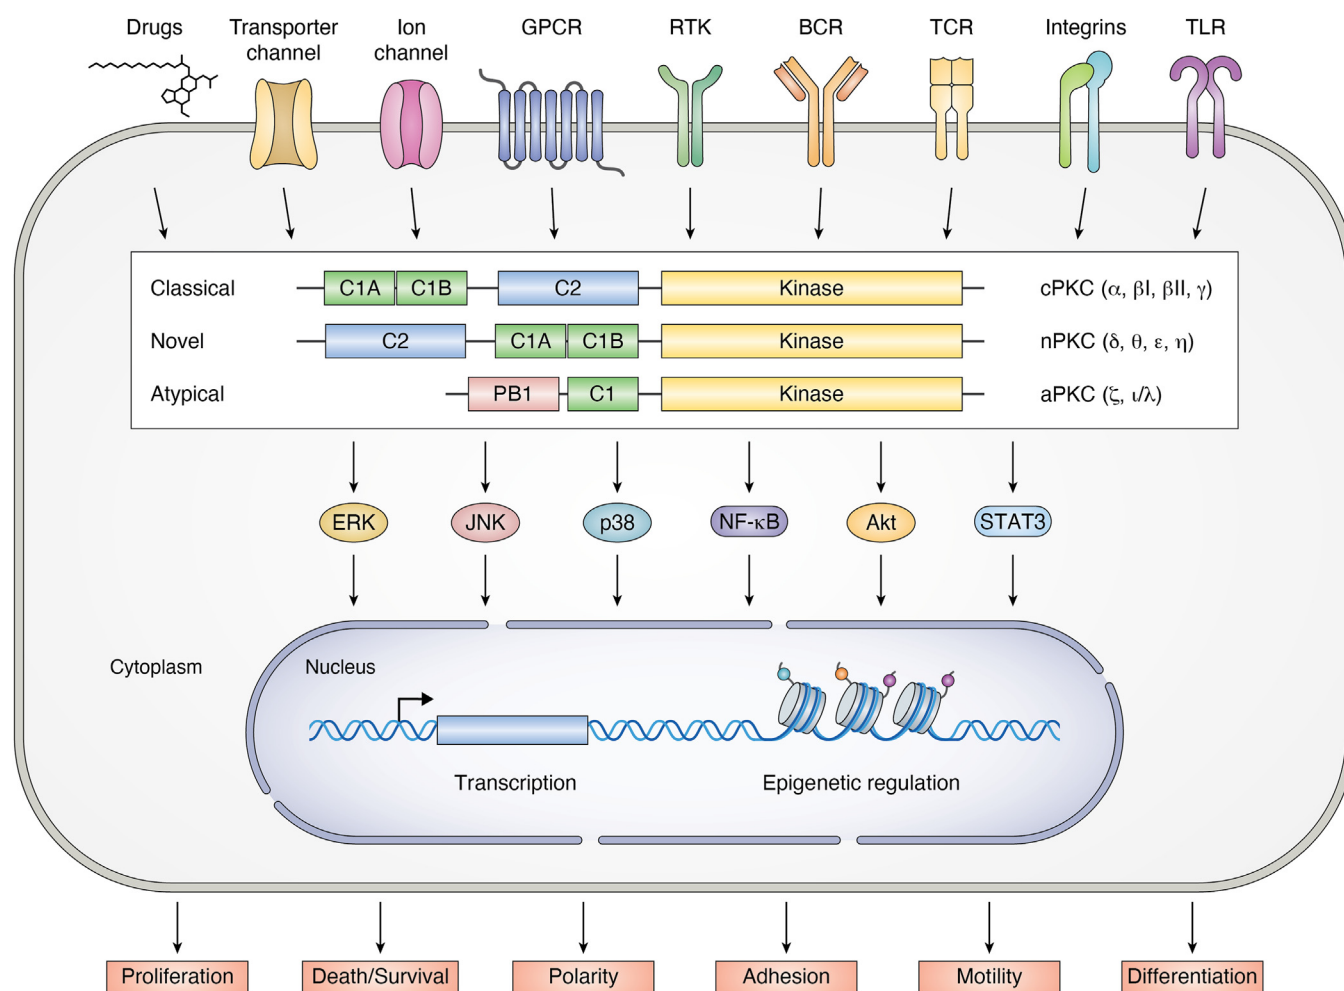 Drugs
Transporter channel
Ion channel
GPCR
RTK
BCR
TCR
Integrins
TLR
Classical C1A C1B C2 Kinase cPKC (α, βI, βII, γ)
Novel C2 C1A C1B Kinase nPKC (δ, θ, ε, η)
Atypical PB1 C1 Kinase aPKC (ζ, ι/λ)
ERK JNK p38 NF-κB Akt STAT3
Cytoplasm Nucleus
Transcription Epigenetic regulation
Proliferation Death/Survival Polarity Adhesion Motility Differentiation